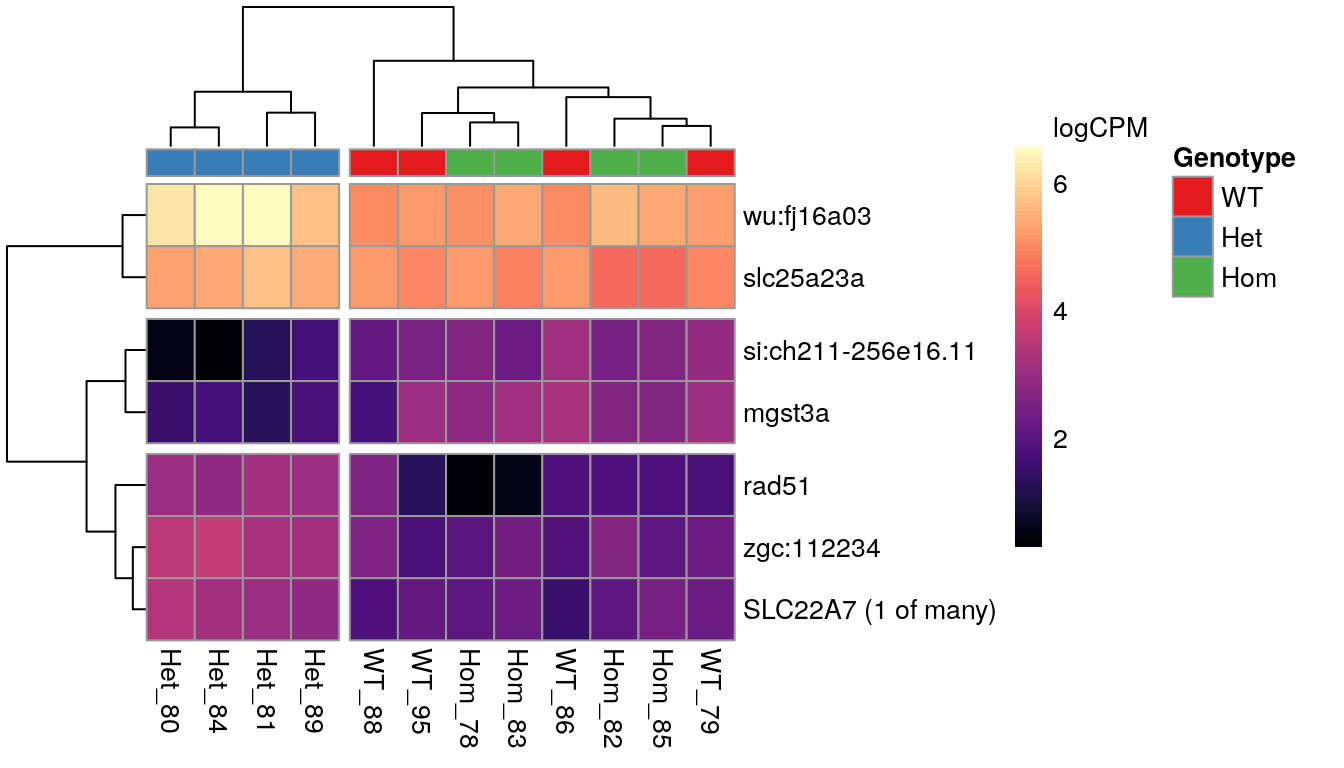 logCPM
6
4
2
Genotype
WT
Het
Hom
wu:fj16a03
slc25a23a
si:ch211-256e16.11
mgst3a
rad51
zgc:112234
SLC22A7 (1 of many)
Het_80
Het_84
Het_81
Het_89
WT_88
WT_95
Hom_78
Hom_83
WT_86
Hom_82
Hom_85
WT_79